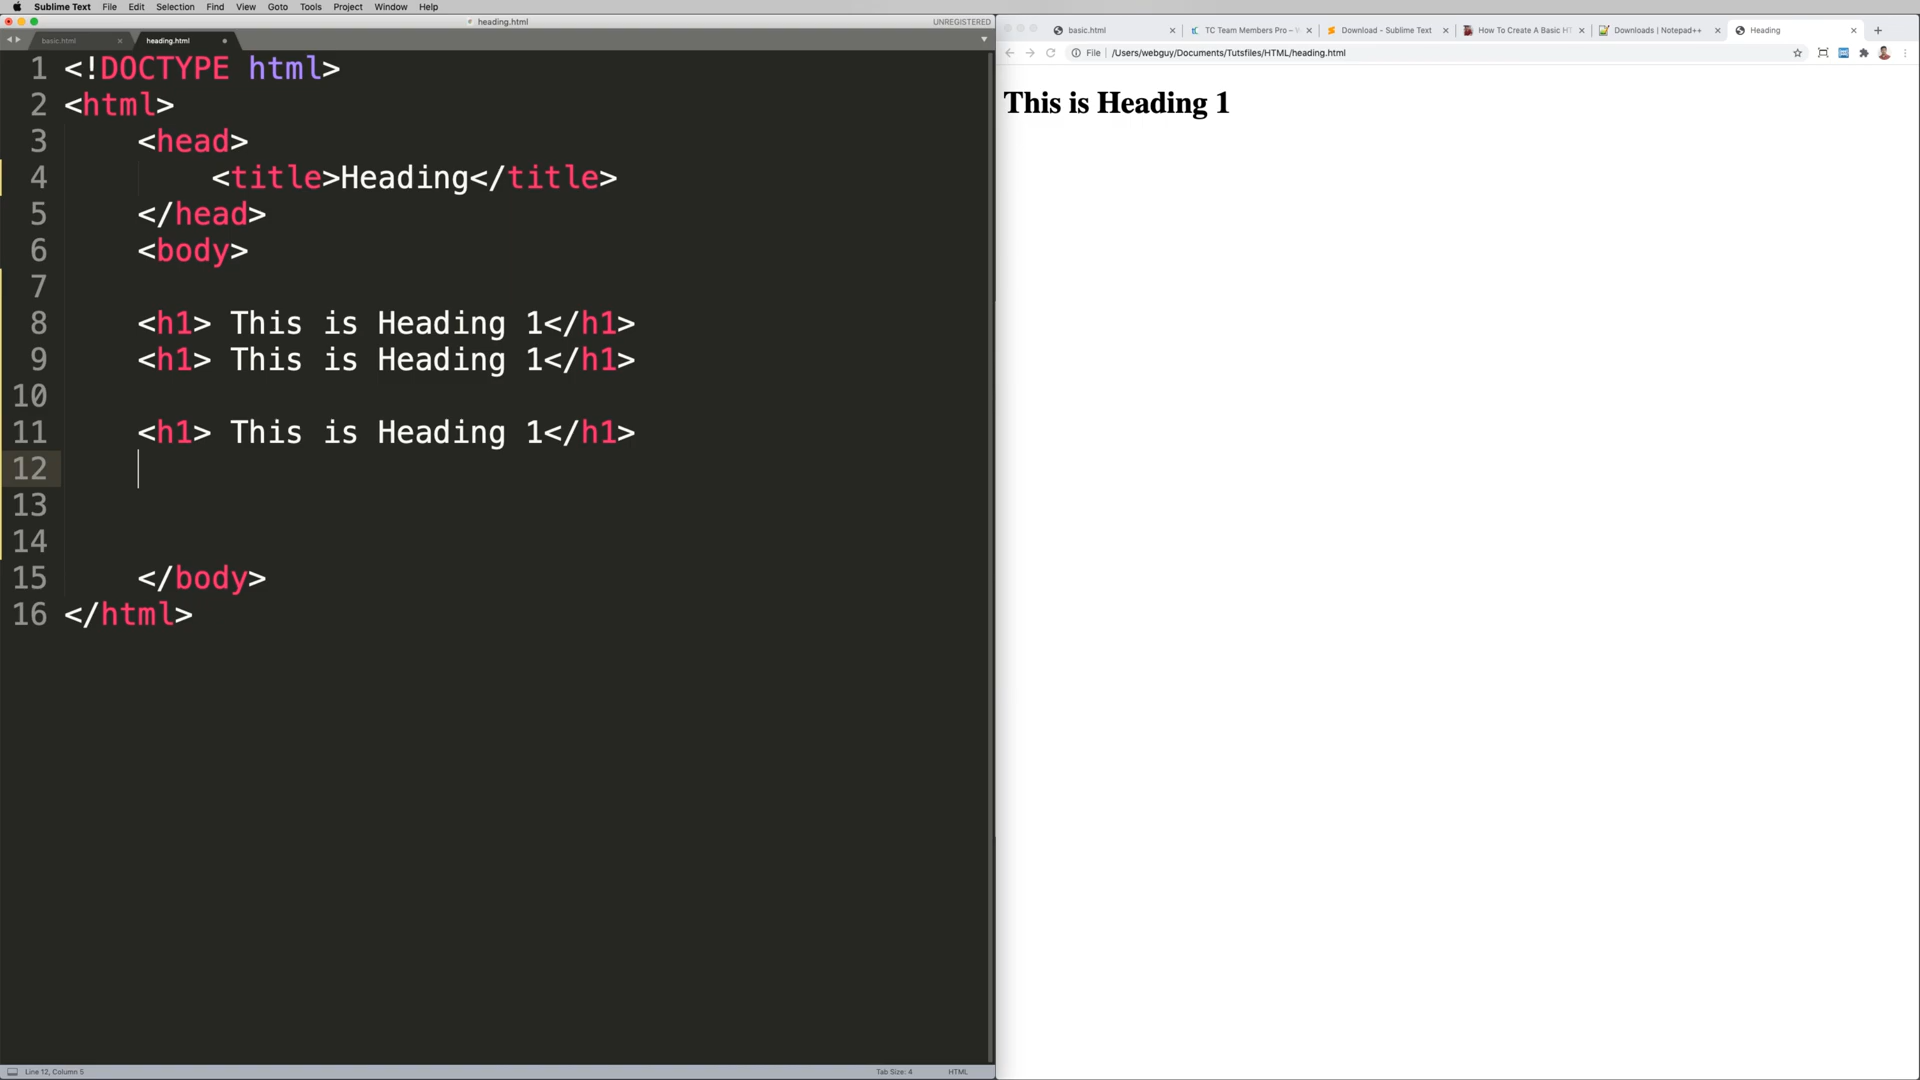 Sublime Text File Edit Selection Find View Goto Tools Project Window Help
heading.html
UNREGISTERED
basic.html
heading.html
1 <!DOCTYPE html>
2 <html>
3 <head>
4 <title>Heading</title>
5 </head>
6 <body>
7
8 <h1> This is Heading 1</h1>
9 <h1> This is Heading 1</h1>
10
11 <h1> This is Heading 1</h1>
12
13
14
15 </body>
16 </html>
Line 12, Column 5
Tab Size: 4
HTML
basic.html
TC Team Members Pro –
Download - Sublime Text
How To Create A Basic HT
Downloads | Notepad++
Heading
File /Users/webguy/Documents/Tutsfiles/HTML/heading.html
This is Heading 1